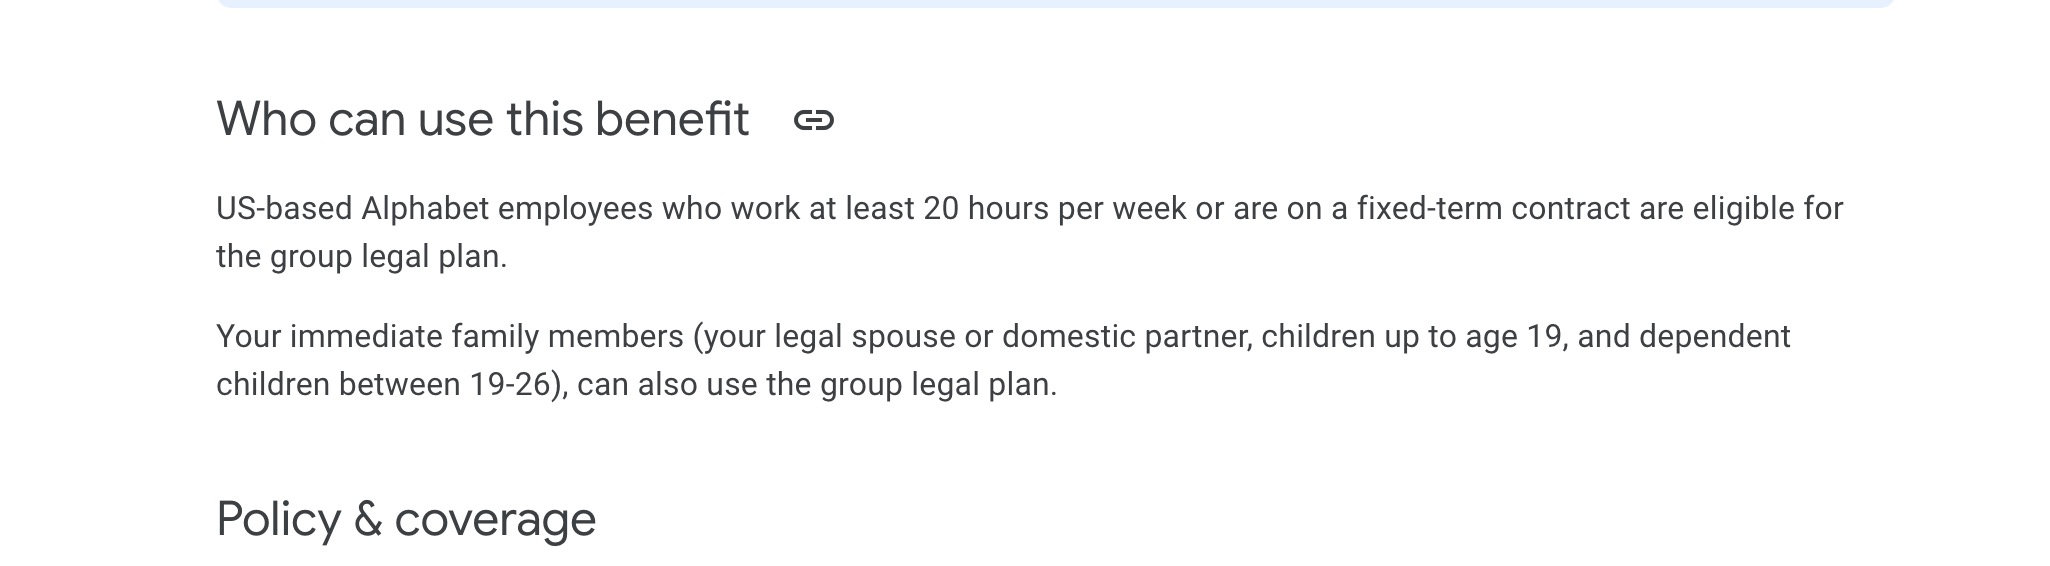 Who can use this benefit
US-based Alphabet employees who work at least 20 hours per week or are on a fixed-term contract are eligible for
the group legal plan.
Your immediate family members (your legal spouse or domestic partner, children up to age 19, and dependent
children between 19-26), can also use the group legal plan.
Policy & coverage